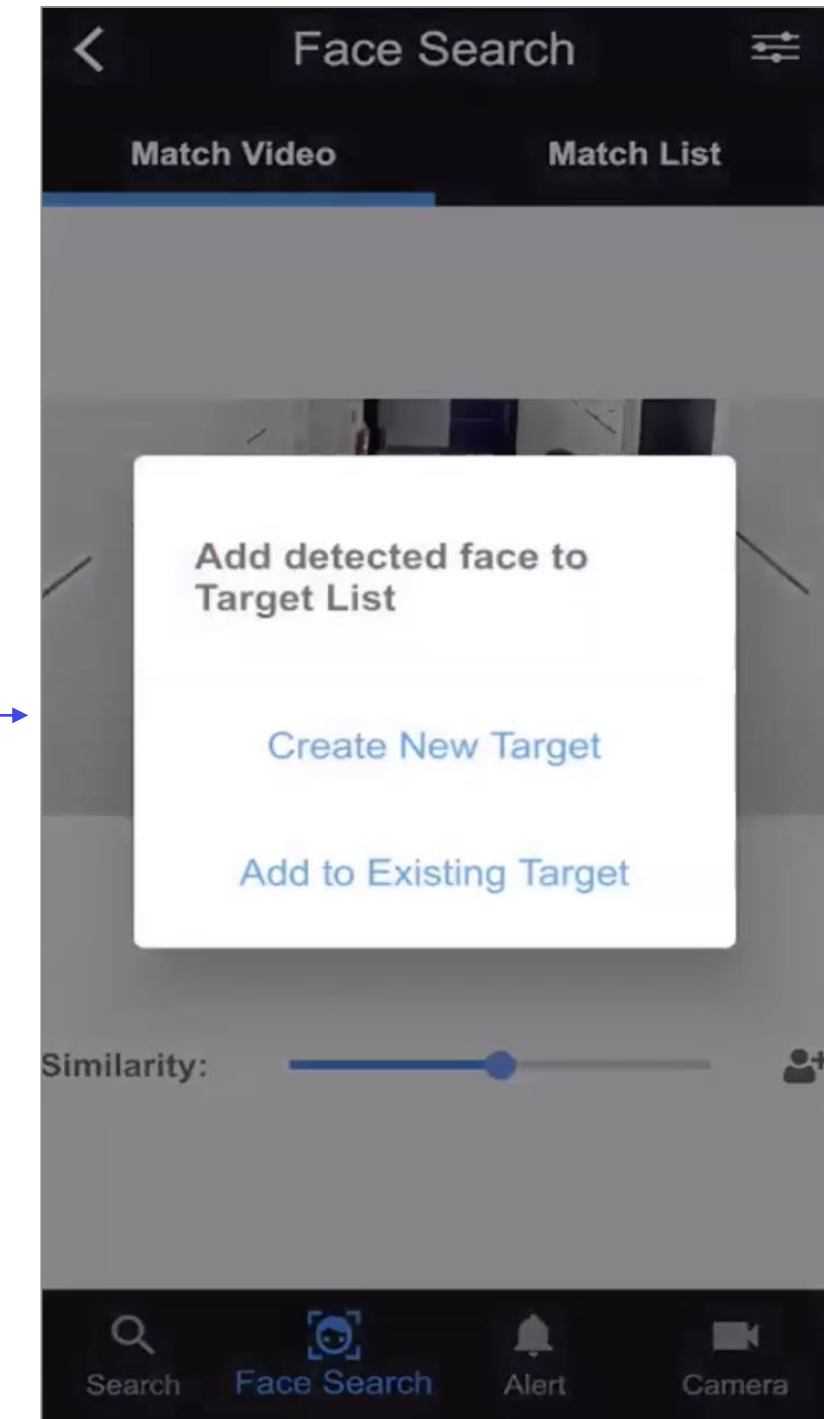 Face Search
Match Video Match List
Add detected face to
Target List
Create New Target
Add to Existing Target
Similarity:
Search Face Search Alert Camera